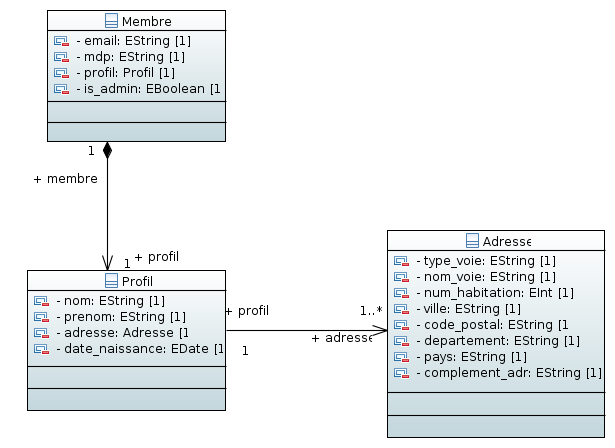 Membre
- email: EString [1]
- mdp: EString [1]
- profil: Profil [1]
- is_admin: EBoolean [1
1
+ membre
1
+ profil
Profil
- nom: EString [1]
- prenom: EString [1]
- adresse: Adresse [1
- date_naissance: EDate [1]
+ profil
1
1..*
+ adresse
Adresse
- type_voie: EString [1]
- nom_voie: EString [1]
- num_habitation: EInt [1]
- ville: EString [1]
- code_postal: EString [1
- departement: EString [1]
- pays: EString [1]
- complement_adr: EString [1]